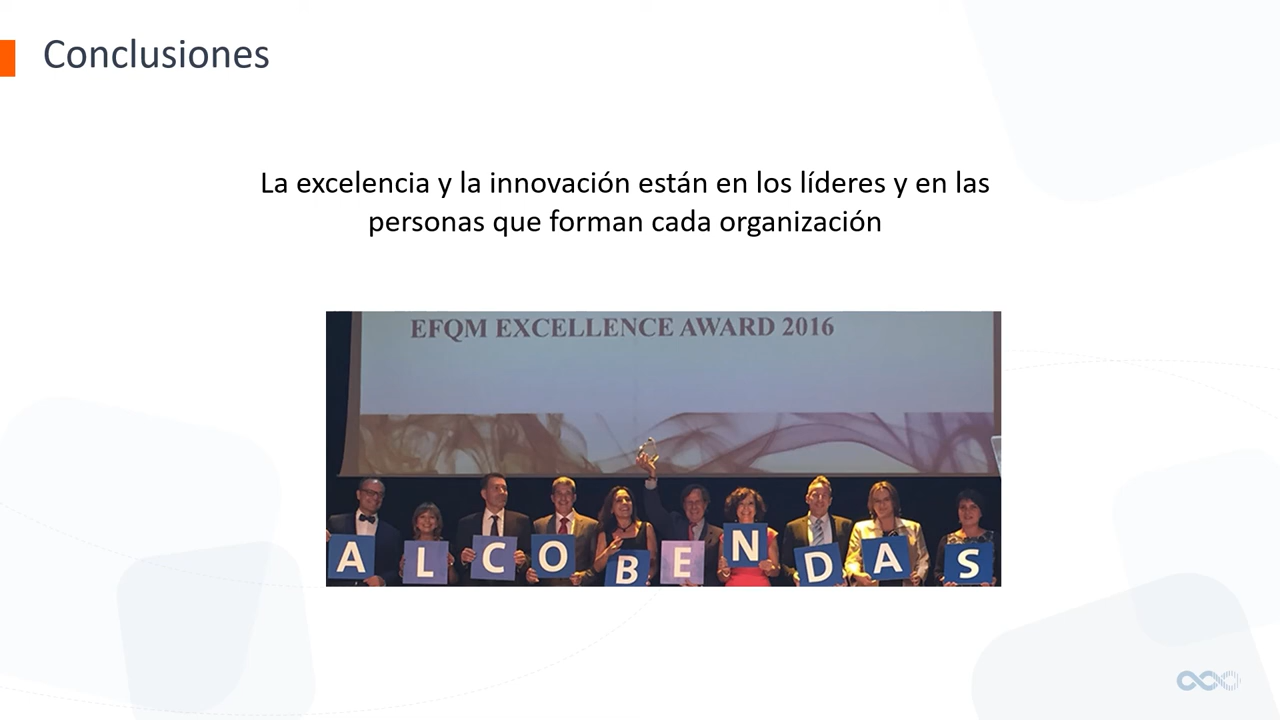 Conclusiones
La excelencia y la innovación están en los líderes y en las
personas que forman cada organización
EFQM EXCELLENCE AWARD 2016
A L C O B E N D A S